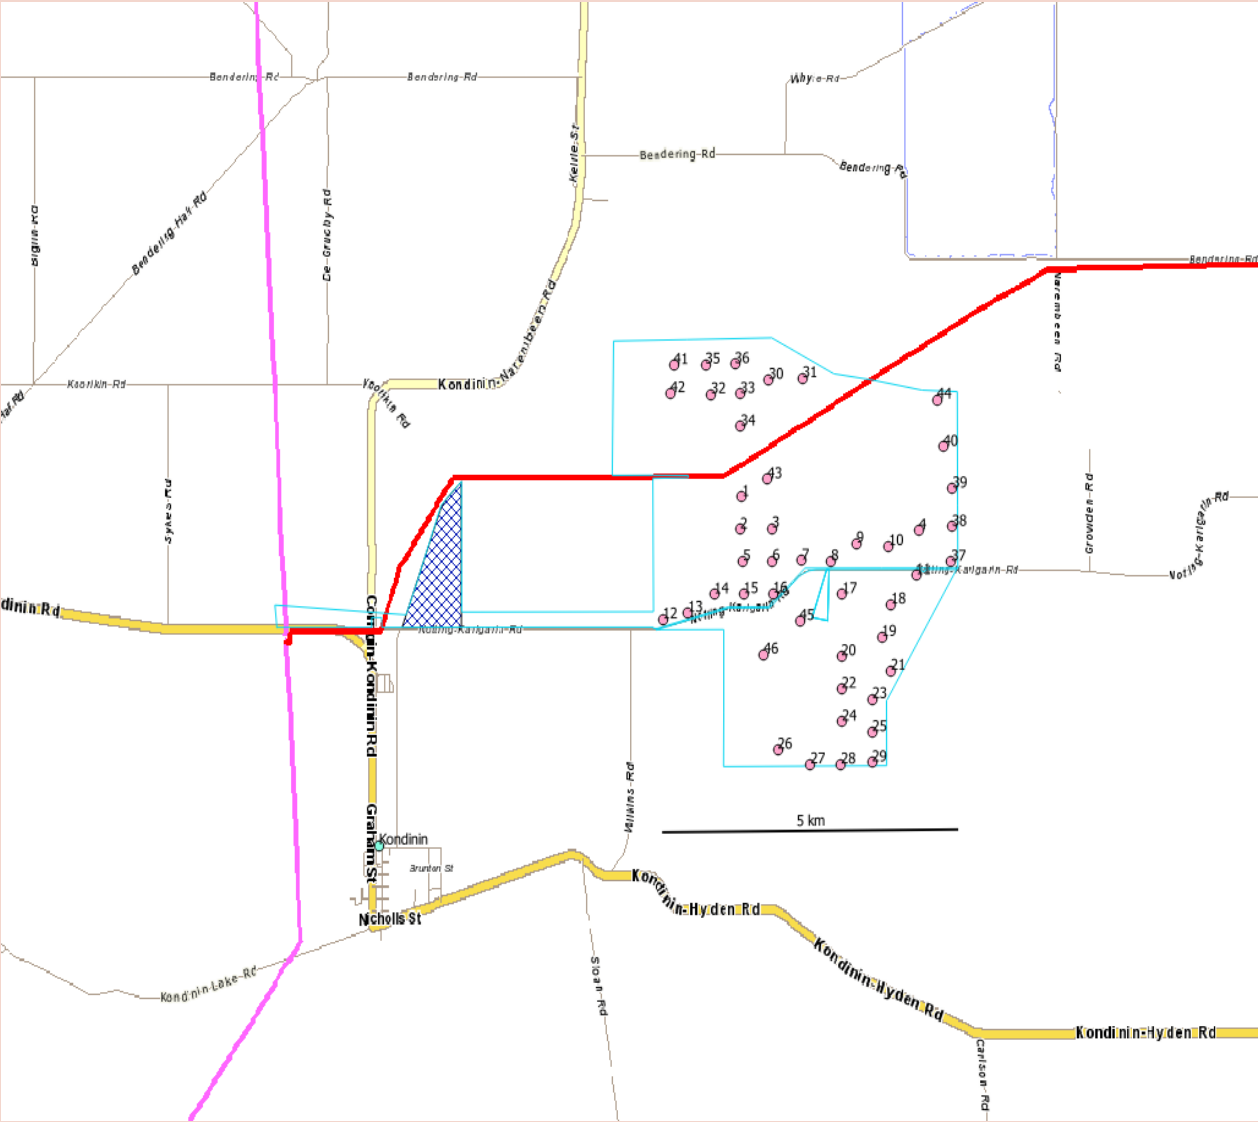 Bendering-Rd
Bendering-Rd
Why e-Rd
Kellie-St
Bendering-Rd
Bendering-Rd
Biglin-Rd
Bendering-Hall-Rd
De-Gruchy-Rd
Bendering-Rd
Narembeen Rd
Kondinin-Narembeen Rd
41
35
36
30
31
42
32
33
34
44
Koorikin-Rd
Koorikin Rd
Hall-Rd
40
43
1
39
Sykes-Rd
Growden-Rd
Notting-Karlgarin-Rd
2
3
9
10
4
38
5
6
7
8
37
11
Notting-Karlgarin-Rd
14
15
16
17
18
12
13
Notting-Karlgarin-Rd
45
dinin Rd
Notting-Karlgarin-Rd
19
46
20
21
Corrigin-Kondinin Rd
22
23
24
25
26
27
28
29
Wilkins-Rd
5 km
Graham St
Kondinin
Brunton St
Nicholls St
Kondinin-Hyden Rd
Kondinin-Hyden Rd
Kondinin-Lake-Rd
Sloan-Rd
Kondinin-Hyden Rd
Carlson-Rd